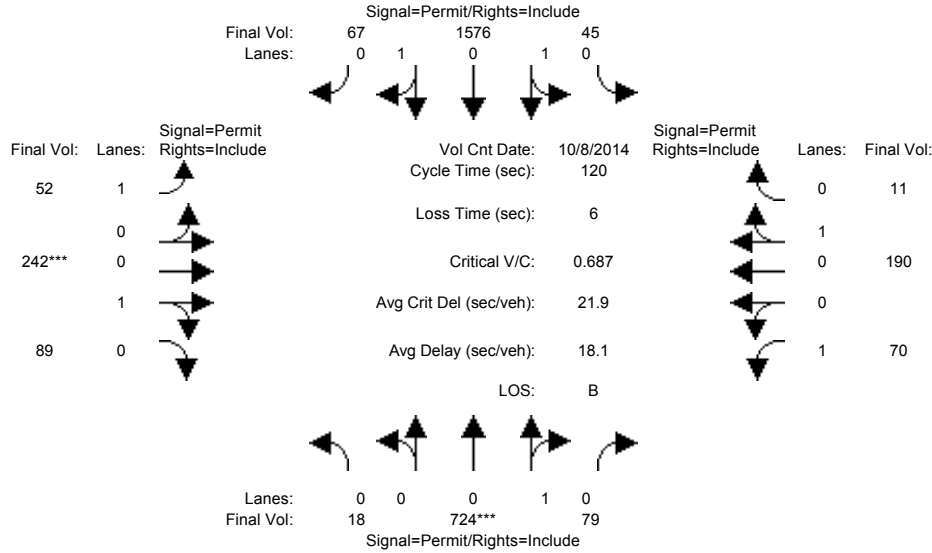 Signal=Permit/Rights=Include
Final Vol: 67 1576 45
Lanes: 0 1 0 1 0
Signal=Permit Signal=Permit
Final Vol: Lanes: Rights=Include Vol Cnt Date: 10/8/2014 Rights=Include Lanes: Final Vol:
Cycle Time (sec): 120
52 1 0 11
Loss Time (sec): 6
0 1
242*** 0 Critical V/C: 0.687 0 190
1 Avg Crit Del (sec/veh): 21.9 0
89 0 Avg Delay (sec/veh): 18.1 1 70
LOS: B
Lanes: 0 0 0 1 0
Final Vol: 18 724*** 79
Signal=Permit/Rights=Include